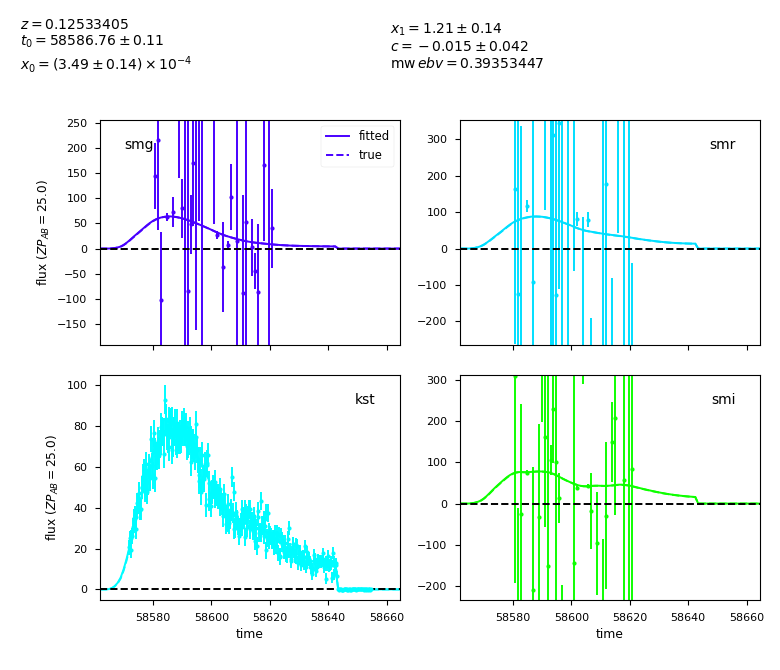 z = 0.12533405
t₀ = 58586.76 ± 0.11
x₀ = (3.49 ± 0.14) × 10⁻⁴
x₁ = 1.21 ± 0.14
c = −0.015 ± 0.042
mw ebv = 0.39353447
smg
fitted
true
250
200
150
100
50
0
−50
−100
−150
flux (ZP_AB = 25.0)
smr
300
200
100
0
−100
−200
kst
100
80
60
40
20
0
flux (ZP_AB = 25.0)
58580 58600 58620 58640 58660
time
smi
300
200
100
0
−100
−200
58580 58600 58620 58640 58660
time